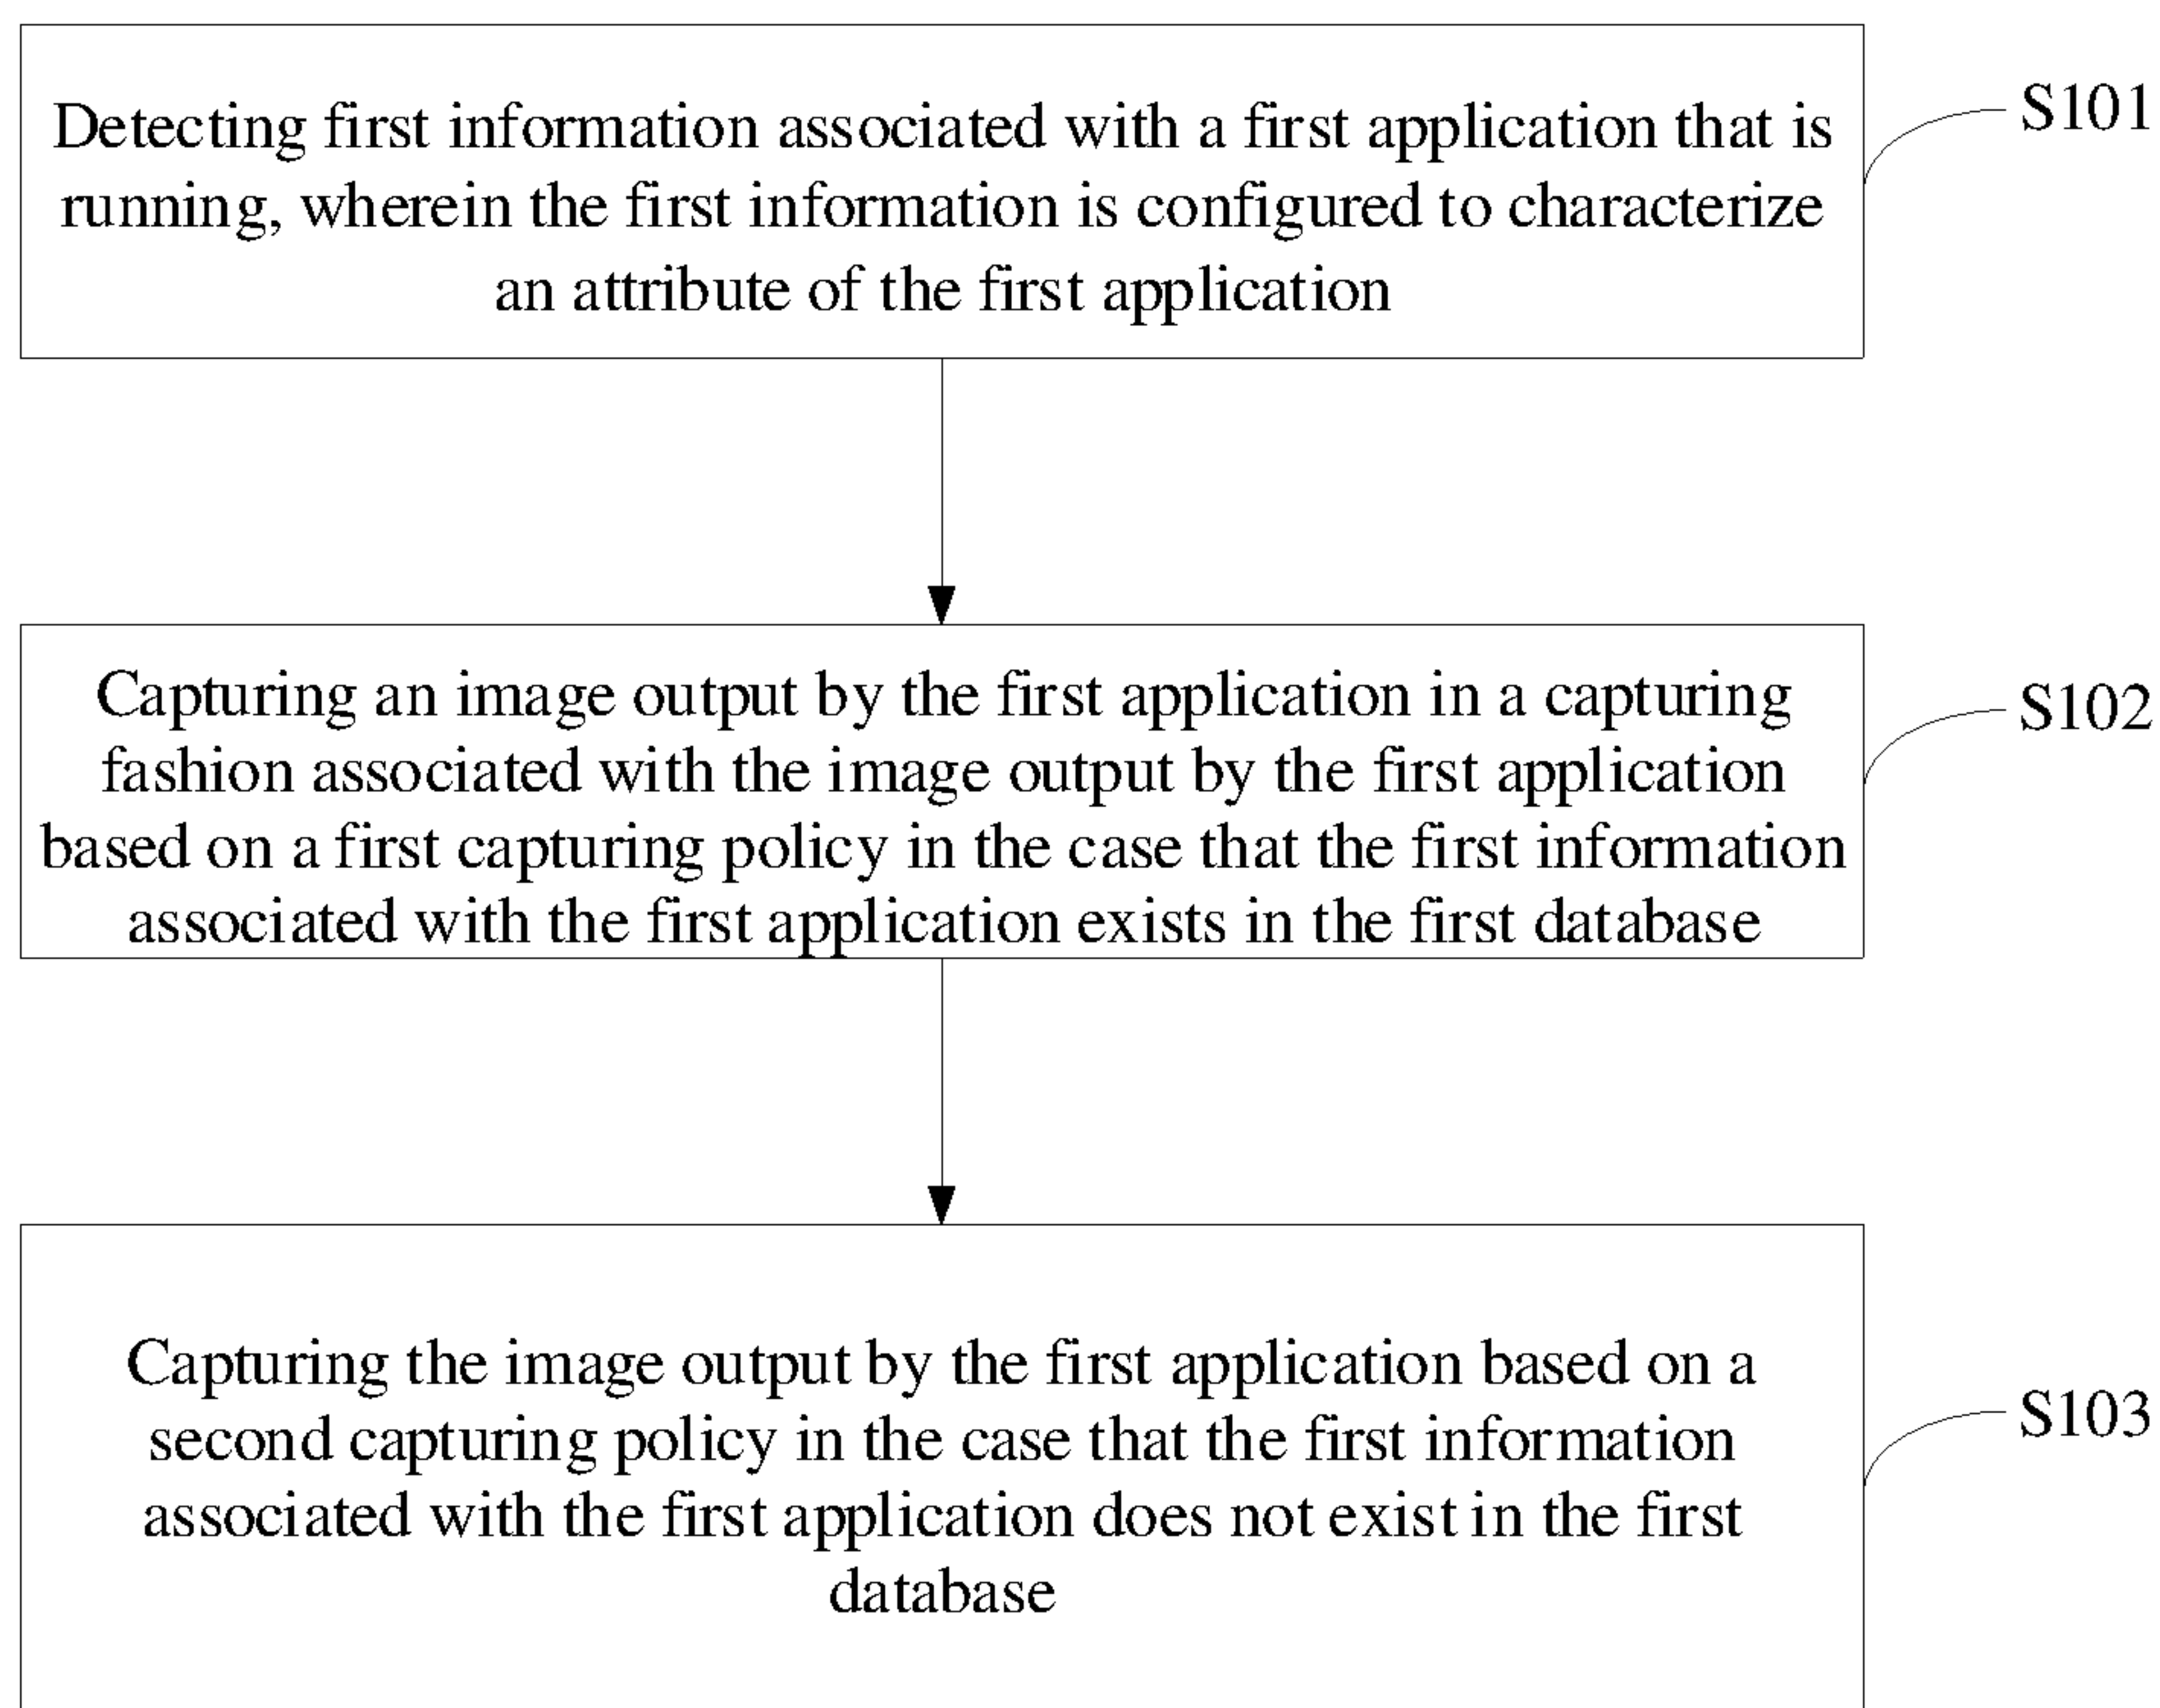 Detecting first information associated with a first application that is
running, wherein the first information is configured to characterize
an attribute of the first application
S101
Capturing an image output by the first application in a capturing
fashion associated with the image output by the first application
based on a first capturing policy in the case that the first information
associated with the first application exists in the first database
S102
Capturing the image output by the first application based on a
second capturing policy in the case that the first information
associated with the first application does not exist in the first
database
S103